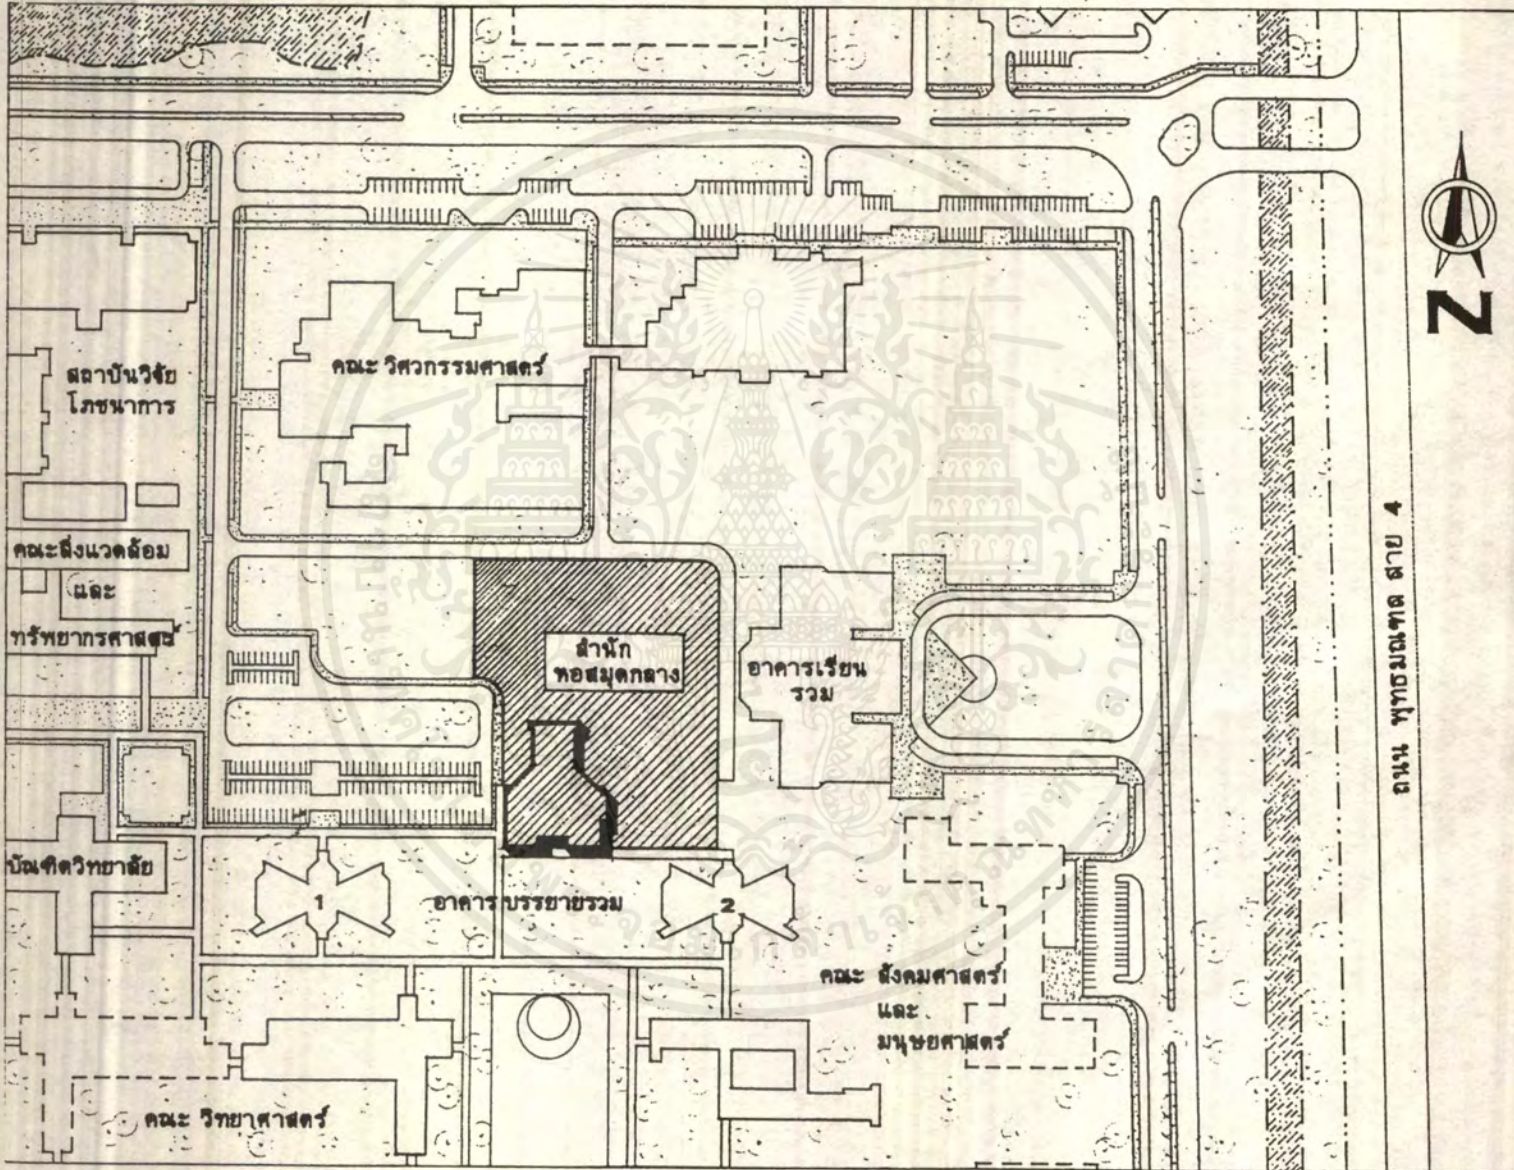 N
สถาบันวิจัย
โภชนาการ
คณะ วิศวกรรมศาสตร์
คณะสิ่งแวดล้อม
และ
ทรัพยากรศาสตร์
สำนัก
หอสมุดกลาง
อาคารเรียน
รวม
ถนน พุทธมณฑล สาย 4
บัณฑิตวิทยาลัย
1
อาคาร บรรยายรวม
2
คณะ สังคมศาสตร์
และ
มนุษยศาสตร์
คณะ วิทยาศาสตร์